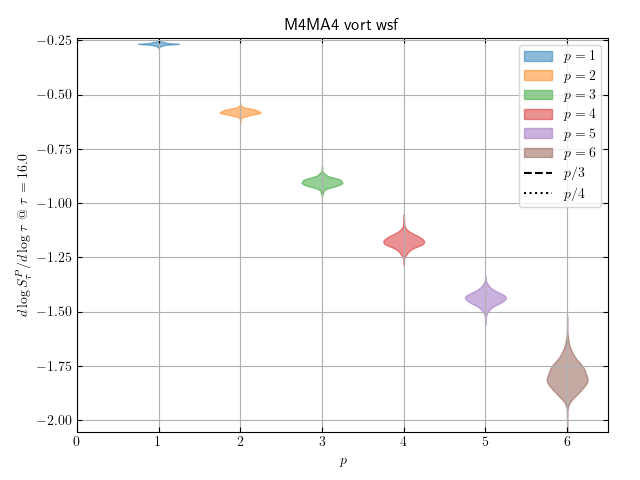 M4MA4 vort wsf
d log S_τ^p / d log τ @ τ = 16.0
−0.25
−0.50
−0.75
−1.00
−1.25
−1.50
−1.75
−2.00
p = 1
p = 2
p = 3
p = 4
p = 5
p = 6
p/3
p/4
0 1 2 3 4 5 6
p